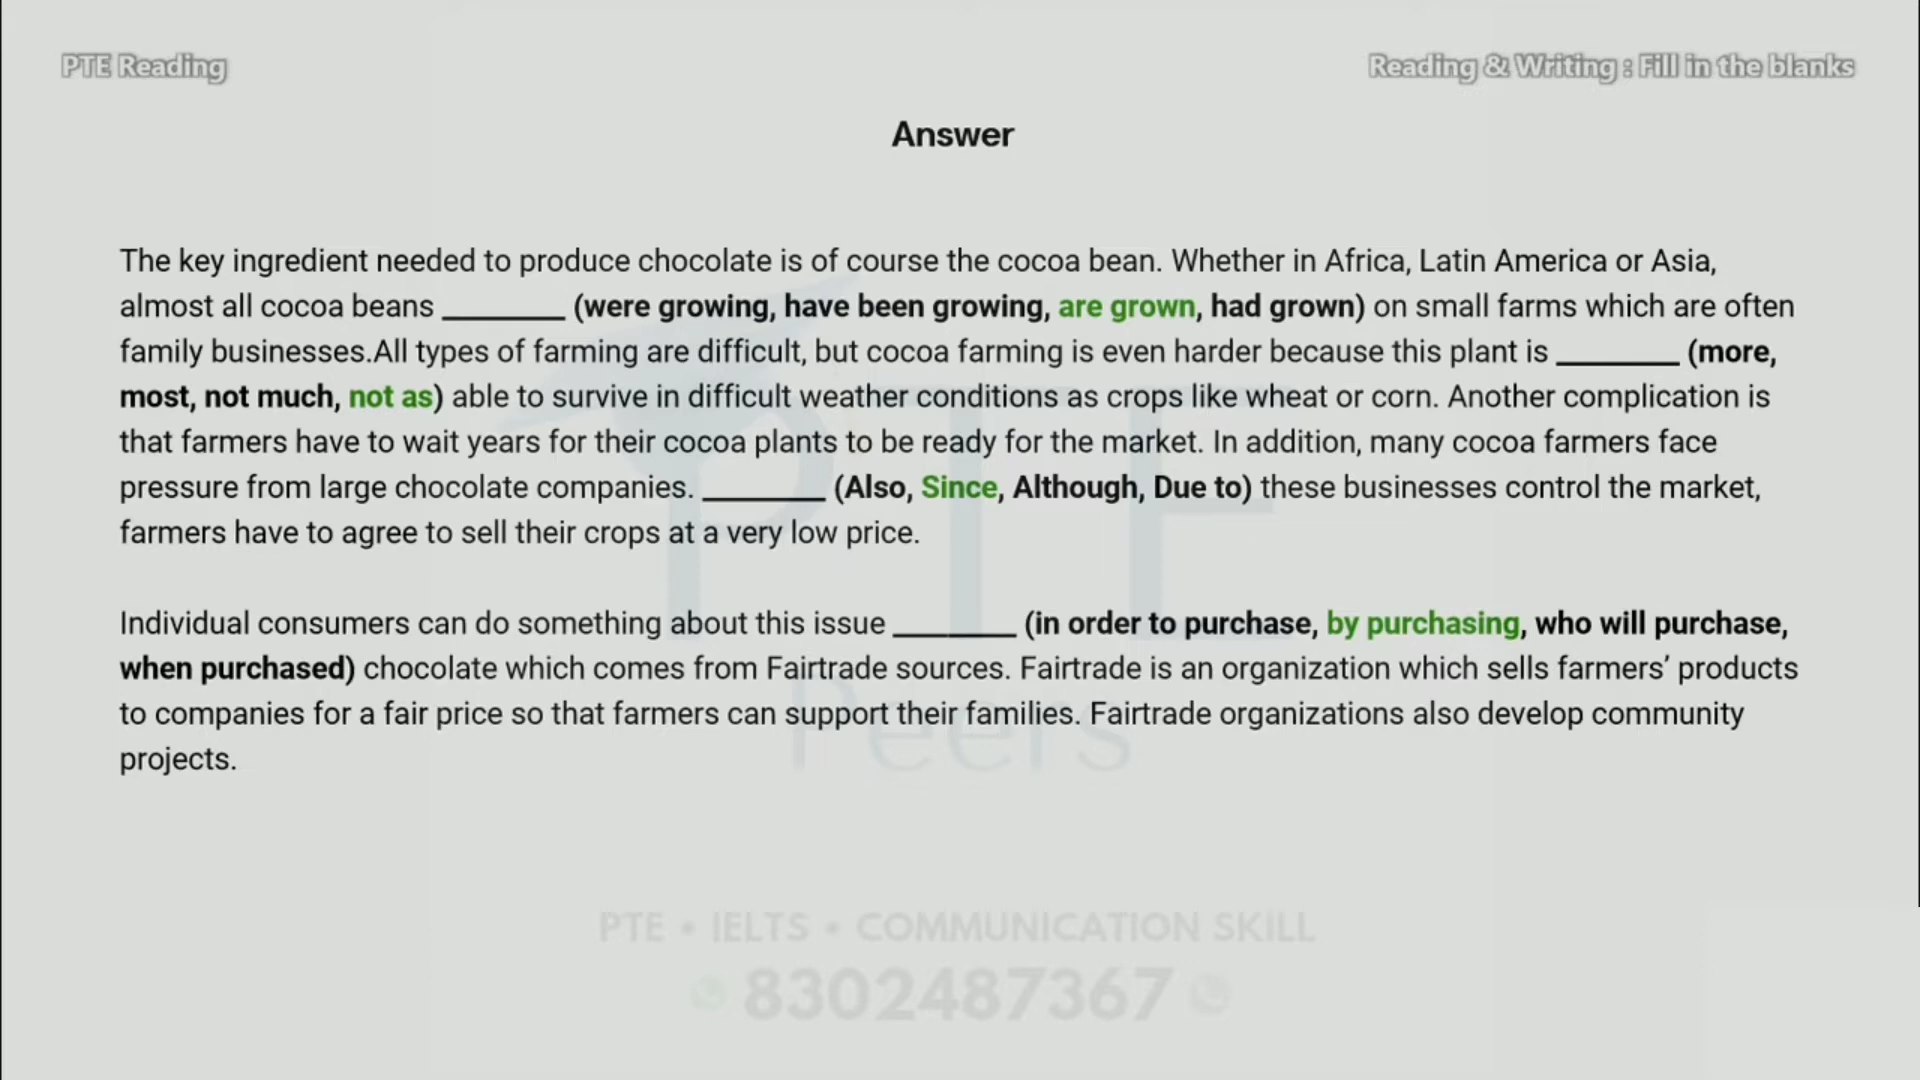 PTE Reading
Reading & Writing : Fill in the blanks
Answer
The key ingredient needed to produce chocolate is of course the cocoa bean. Whether in Africa, Latin America or Asia,
almost all cocoa beans ________ (were growing, have been growing, are grown, had grown) on small farms which are often
family businesses.All types of farming are difficult, but cocoa farming is even harder because this plant is ________ (more,
most, not much, not as) able to survive in difficult weather conditions as crops like wheat or corn. Another complication is
that farmers have to wait years for their cocoa plants to be ready for the market. In addition, many cocoa farmers face
pressure from large chocolate companies. ________ (Also, Since, Although, Due to) these businesses control the market,
farmers have to agree to sell their crops at a very low price.
Individual consumers can do something about this issue ________ (in order to purchase, by purchasing, who will purchase,
when purchased) chocolate which comes from Fairtrade sources. Fairtrade is an organization which sells farmers’ products
to companies for a fair price so that farmers can support their families. Fairtrade organizations also develop community
projects.
PTE
Peers
PTE • IELTS • COMMUNICATION SKILL
8302487367